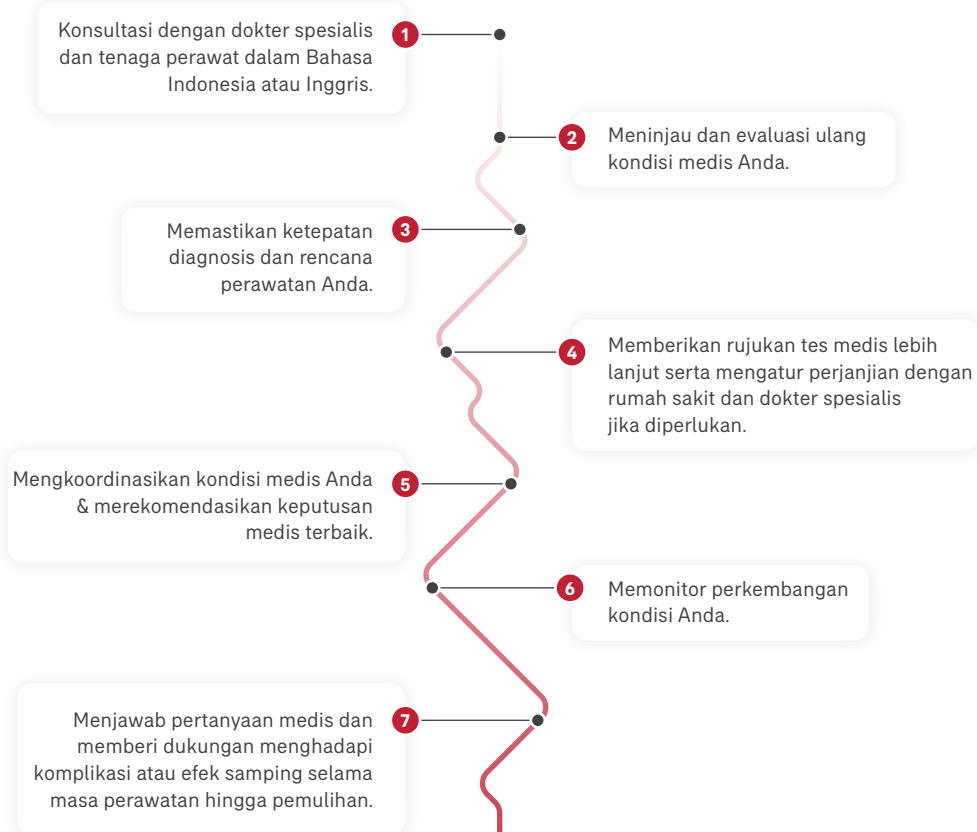 1
Konsultasi dengan dokter spesialis
dan tenaga perawat dalam Bahasa
Indonesia atau Inggris.
2
Meninjau dan evaluasi ulang
kondisi medis Anda.
3
Memastikan ketepatan
diagnosis dan rencana
perawatan Anda.
4
Memberikan rujukan tes medis lebih
lanjut serta mengatur perjanjian dengan
rumah sakit dan dokter spesialis
jika diperlukan.
5
Mengkoordinasikan kondisi medis Anda
& merekomendasikan keputusan
medis terbaik.
6
Memonitor perkembangan
kondisi Anda.
7
Menjawab pertanyaan medis dan
memberi dukungan menghadapi
komplikasi atau efek samping selama
masa perawatan hingga pemulihan.